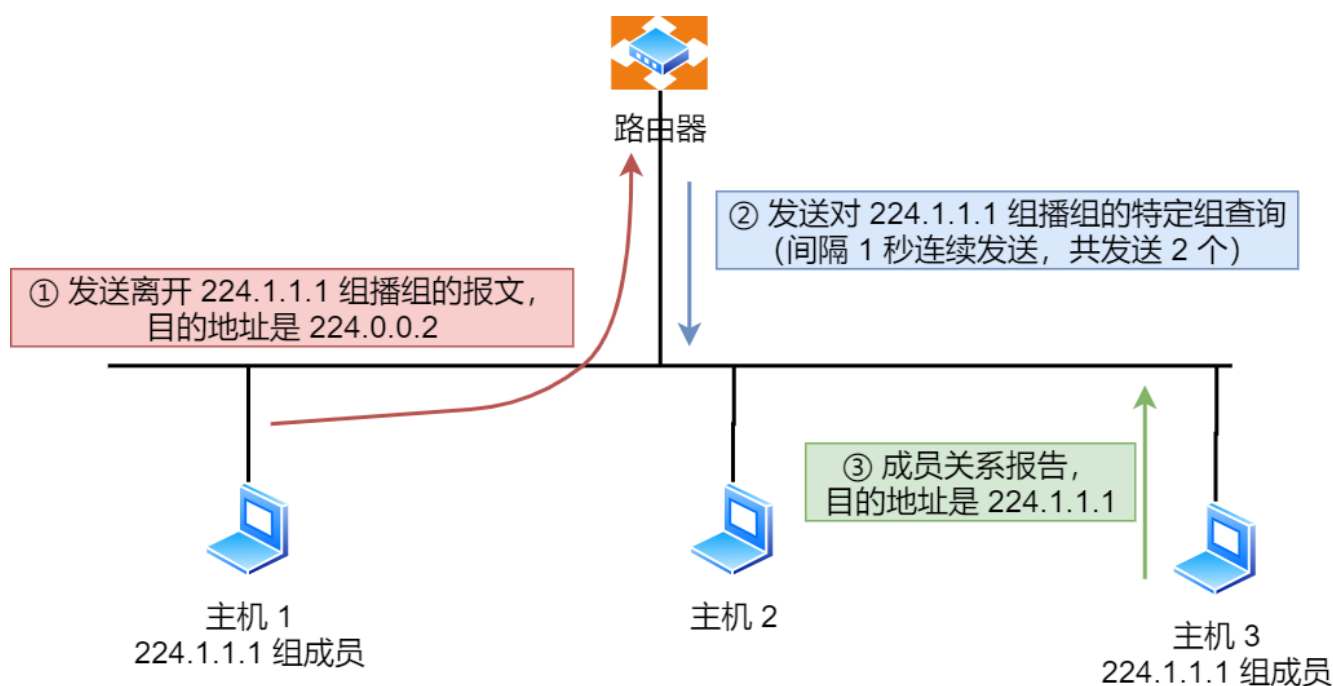 路由器
② 发送对 224.1.1.1 组播组的特定组查询
（间隔 1 秒连续发送，共发送 2 个）
① 发送离开 224.1.1.1 组播组的报文，
目的地址是 224.0.0.2
③ 成员关系报告，
目的地址是 224.1.1.1
主机 1
224.1.1.1 组成员
主机 2
主机 3
224.1.1.1 组成员